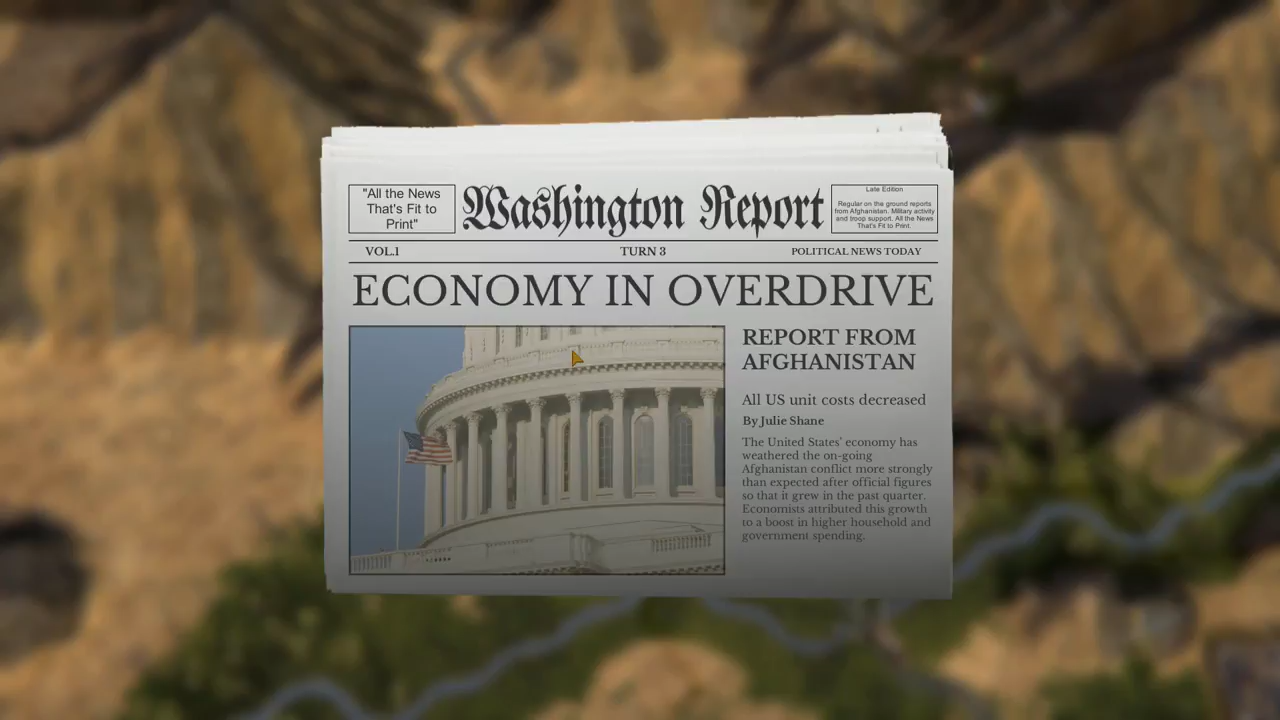 "All the News
That's Fit to
Print"
Washington Report
Late Edition
Regular on the ground reports
from Afghanistan. Military activity
and troop support. All the News
That's Fit to Print.
VOL.I
TURN 3
POLITICAL NEWS TODAY
ECONOMY IN OVERDRIVE
REPORT FROM
AFGHANISTAN
All US unit costs decreased
By Julie Shane
The United States' economy has
weathered the on-going
Afghanistan conflict more strongly
than expected after official figures
so that it grew in the past quarter.
Economists attributed this growth
to a boost in higher household and
government spending.